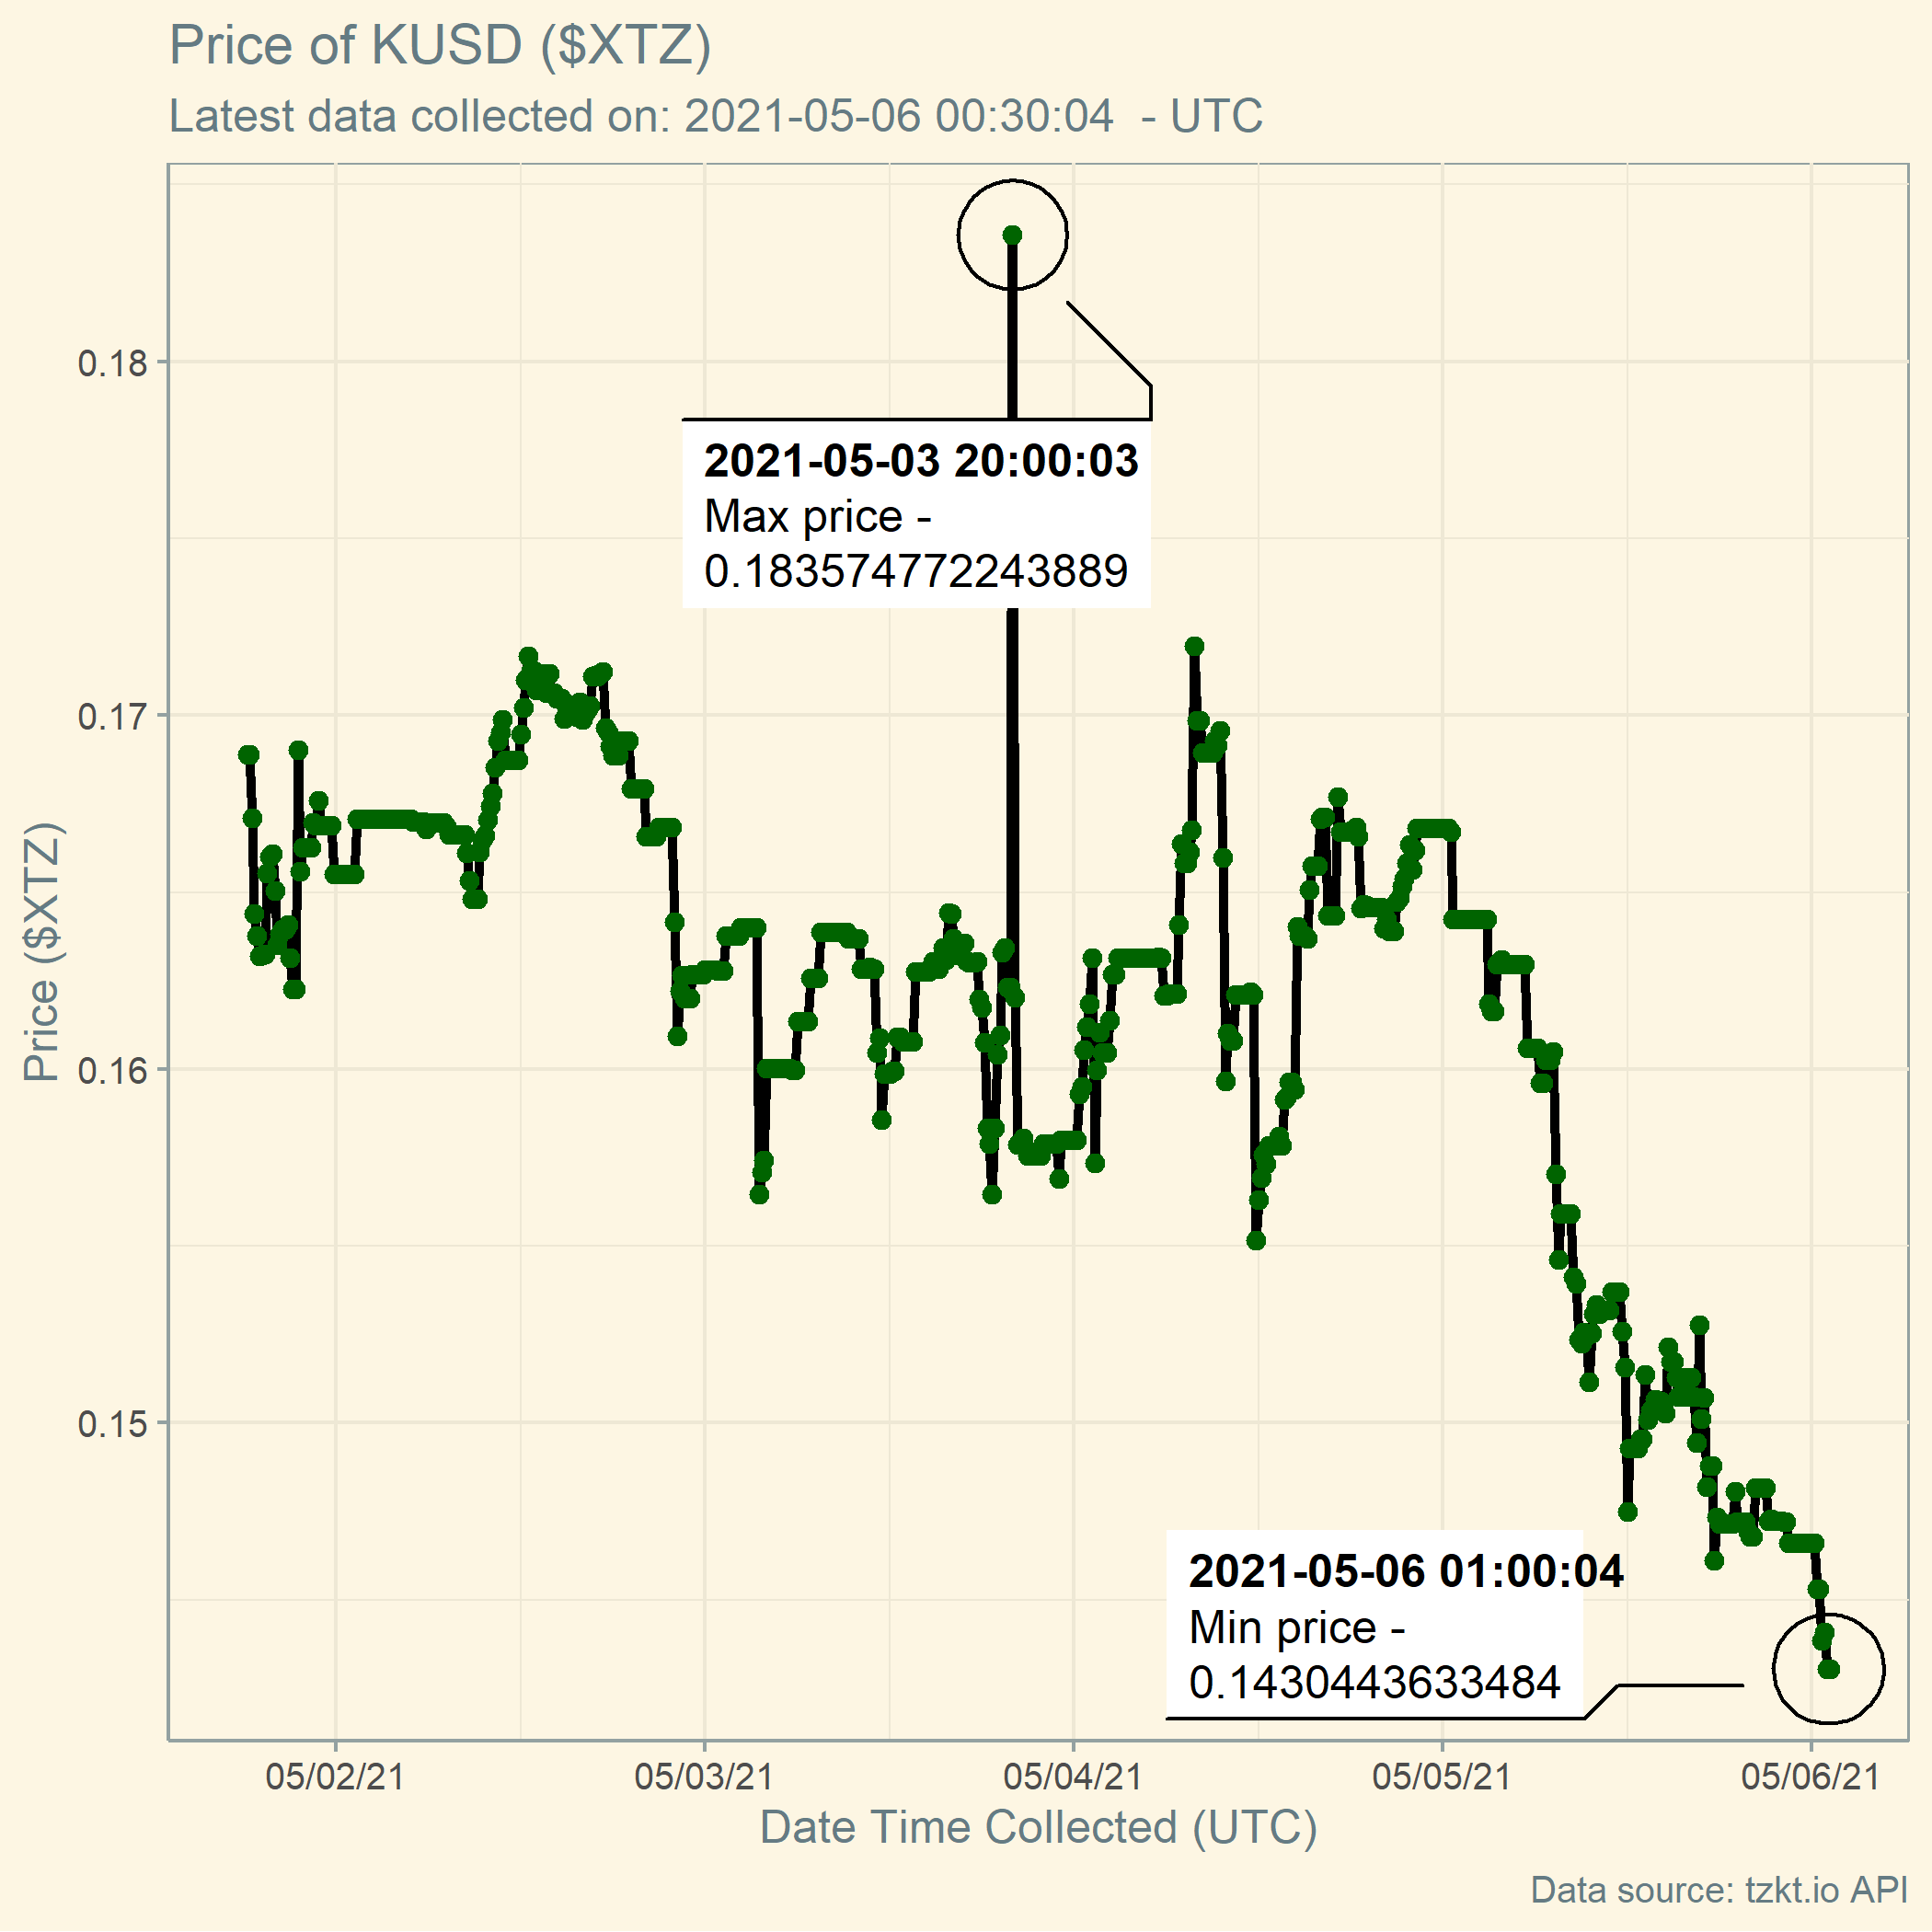 Price of KUSD ($XTZ)
Latest data collected on: 2021-05-06 00:30:04  - UTC
0.18
0.17
0.16
0.15
Price ($XTZ)
2021-05-03 20:00:03
Max price -
0.183574772243889
2021-05-06 01:00:04
Min price -
0.1430443633484
05/02/21
05/03/21
05/04/21
05/05/21
05/06/21
Date Time Collected (UTC)
Data source: tzkt.io API